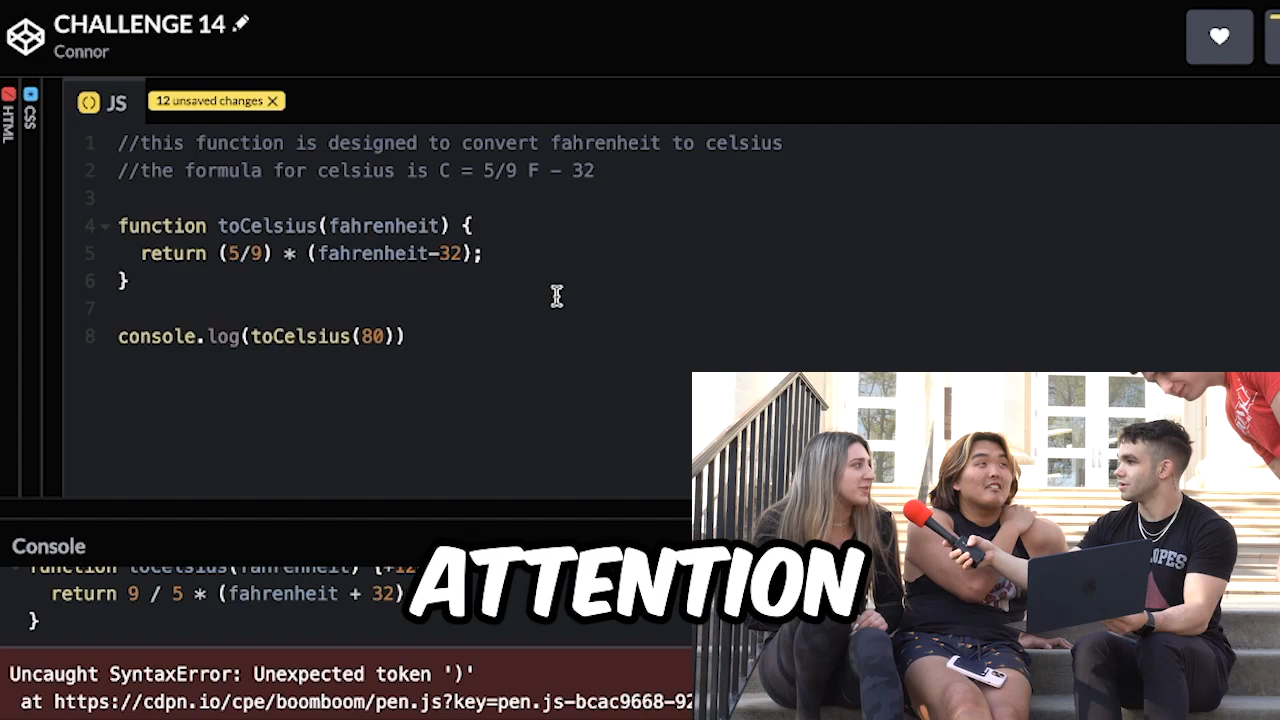 CHALLENGE 14
Connor
HTML
CSS
JS
12 unsaved changes
1 //this function is designed to convert fahrenheit to celsius
2 //the formula for celsius is C = 5/9 F - 32
3
4 function toCelsius(fahrenheit) {
5 return (5/9) * (fahrenheit-32);
6 }
7
8 console.log(toCelsius(80))
Console
function toCelsius(fahrenheit) {
return 9 / 5 * (fahrenheit + 32)
}
ATTENTION
Uncaught SyntaxError: Unexpected token ')'
at https://cdpn.io/cpe/boomboom/pen.js?key=pen.js-bcac9668-92